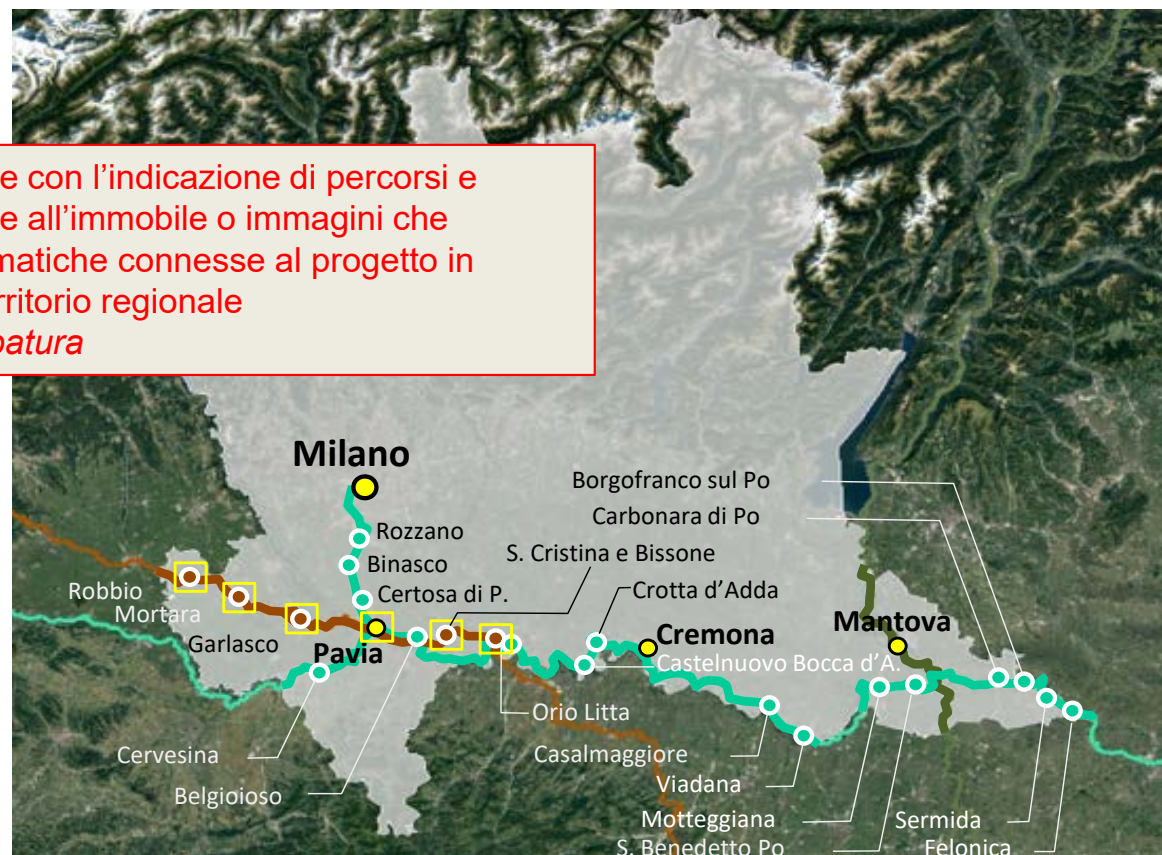 e con l'indicazione di percorsi e
e all'immobile o immagini che
matiche connesse al progetto in
rritorio regionale
patura
Milano
Borgofranco sul Po
Carbonara di Po
Rozzano
S. Cristina e Bissone
Binasco
Robbio
Certosa di P.
Crotta d'Adda
Mortara
Mantova
Garlasco
Pavia
Cremona
Castelnuovo Bocca d'A.
Orio Litta
Cervesina
Casalmaggiore
Belgioioso
Viadana
Motteggiana
Sermida
S. Benedetto Po
Felonica